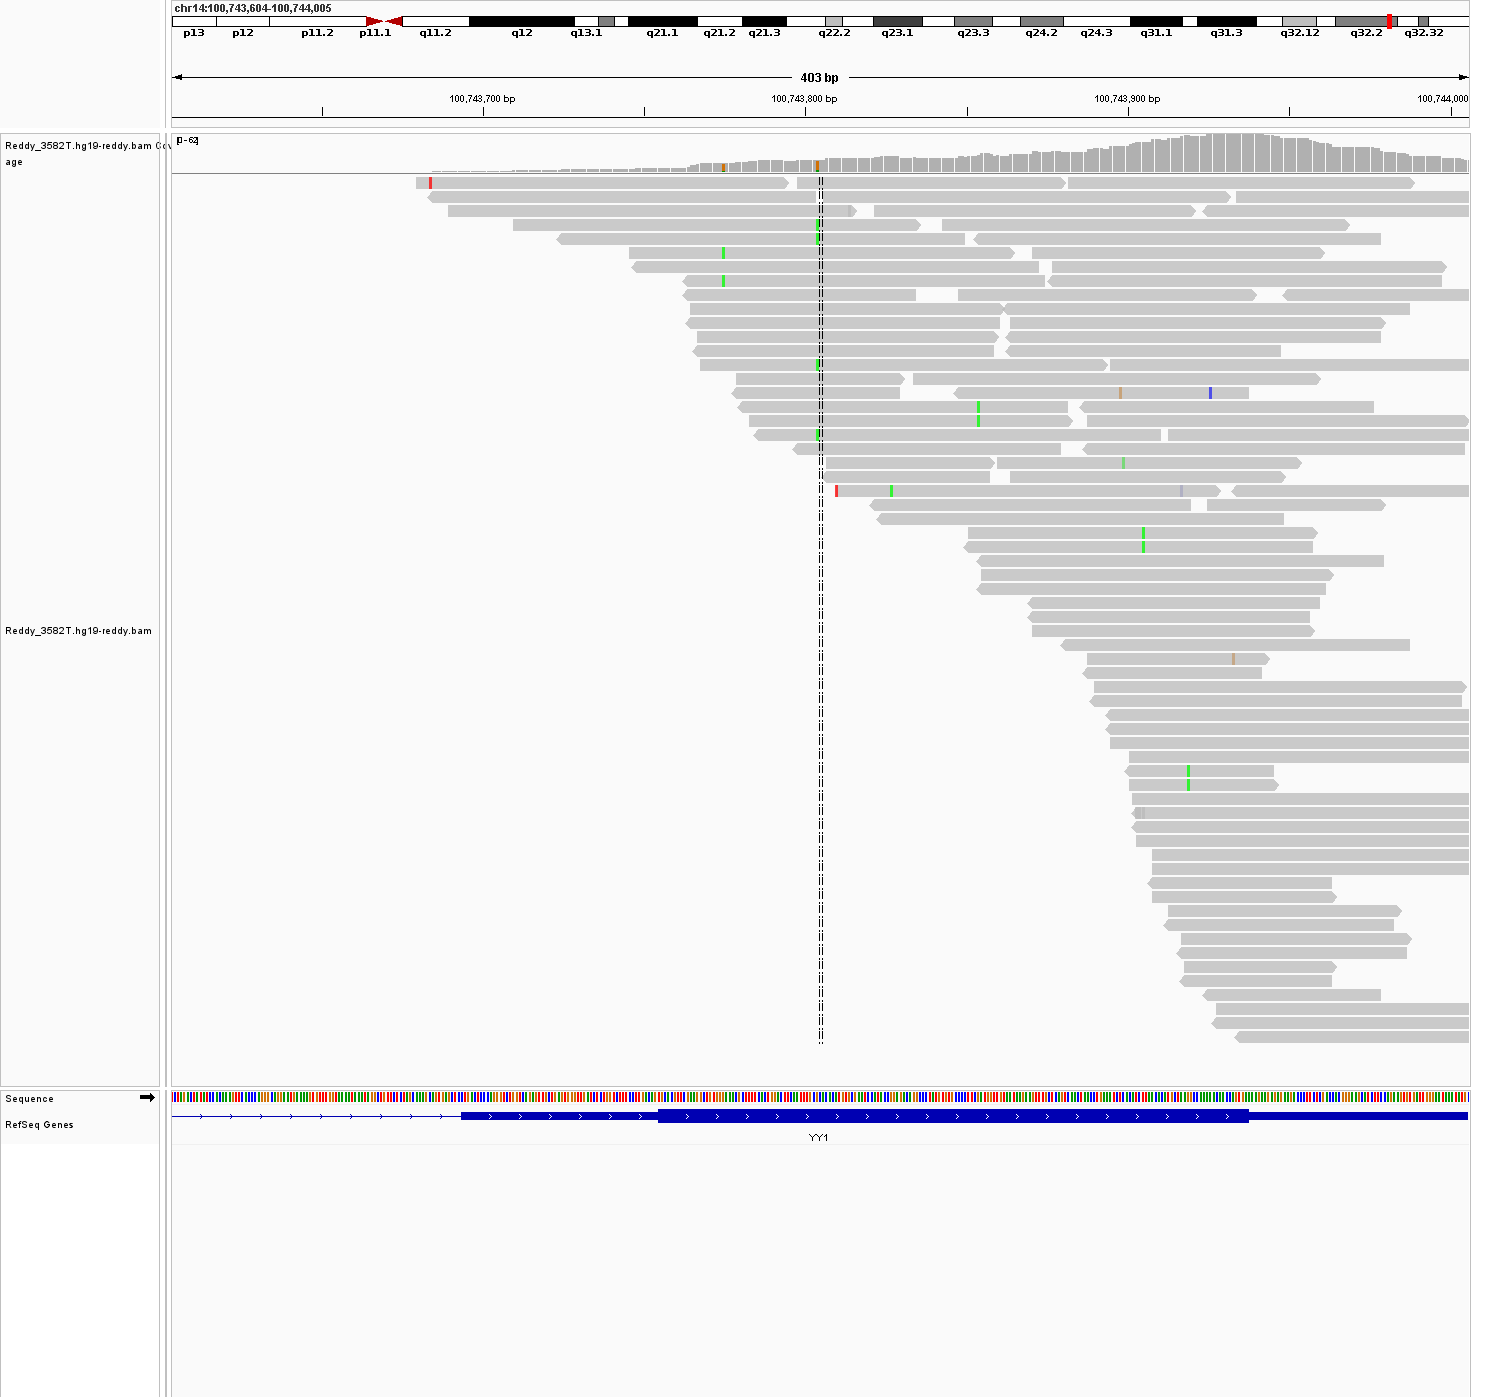 chr14:100,743,604-100,744,005
p13 p12 p11.2 p11.1 q11.2 q12 q13.1 q21.1 q21.2 q21.3 q22.2 q23.1 q23.3 q24.2 q24.3 q31.1 q31.3 q32.12 q32.2 q32.32
403 bp
100,743,700 bp 100,743,800 bp 100,743,900 bp 100,744,000
Reddy_3582T.hg19-reddy.bam Cov
age
[0-62]
Reddy_3582T.hg19-reddy.bam
Sequence
RefSeq Genes
YY1